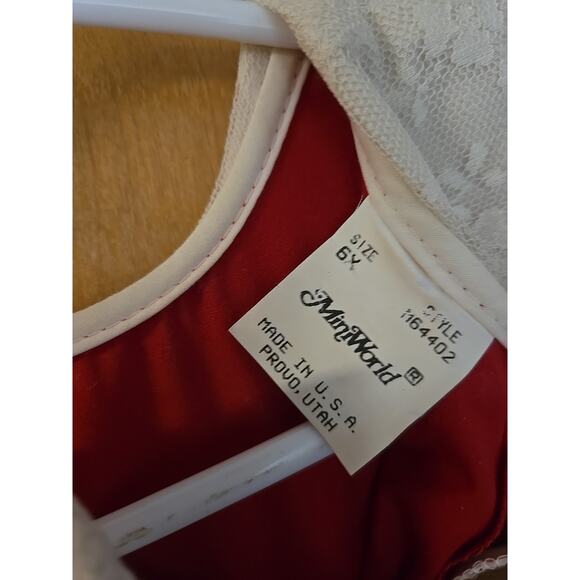 SIZE
6X
STYLE
M64402
MiniWorld ®
MADE IN U.S.A.
PROVO, UTAH